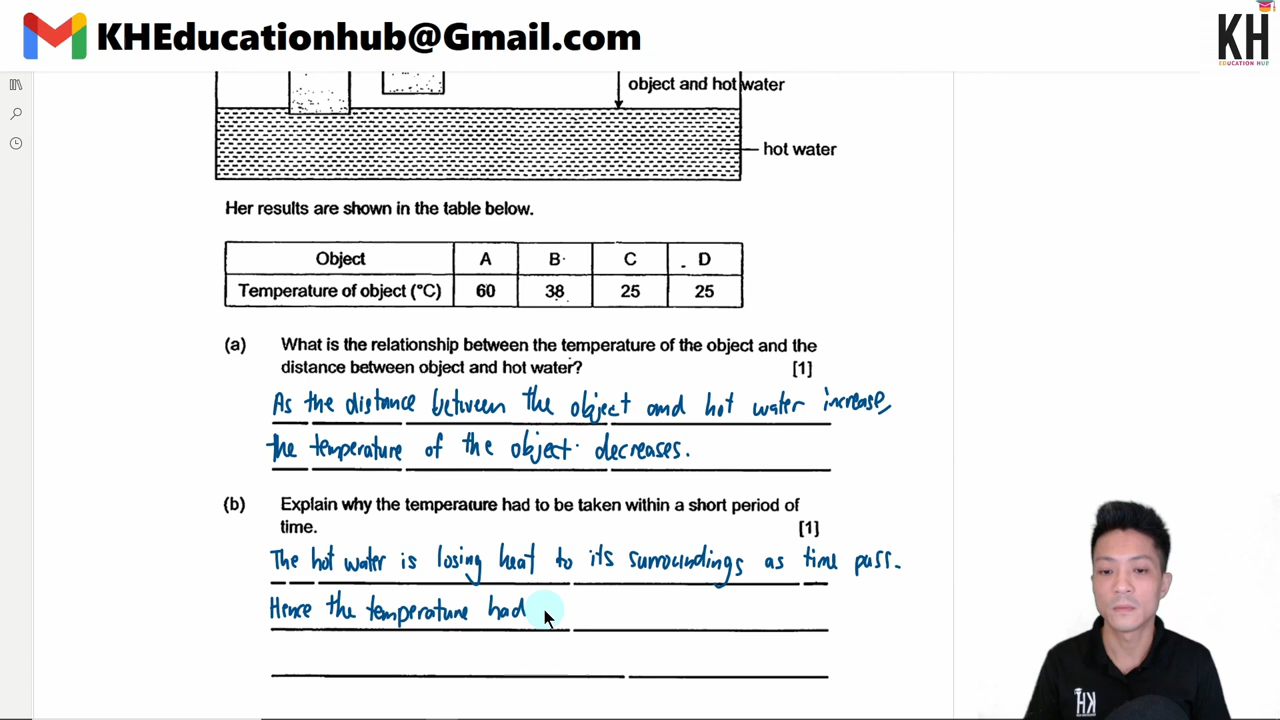 KHEducationhub@Gmail.com
KH
EDUCATION HUB
object and hot water
hot water
Her results are shown in the table below.
Object A B C D
Temperature of object (°C) 60 38 25 25
(a) What is the relationship between the temperature of the object and the
distance between object and hot water? [1]
As the distance between the object and hot water increase,
the temperature of the object decreases.
(b) Explain why the temperature had to be taken within a short period of
time. [1]
The hot water is losing heat to its surroundings as time pass.
Hence the temperature had
KH